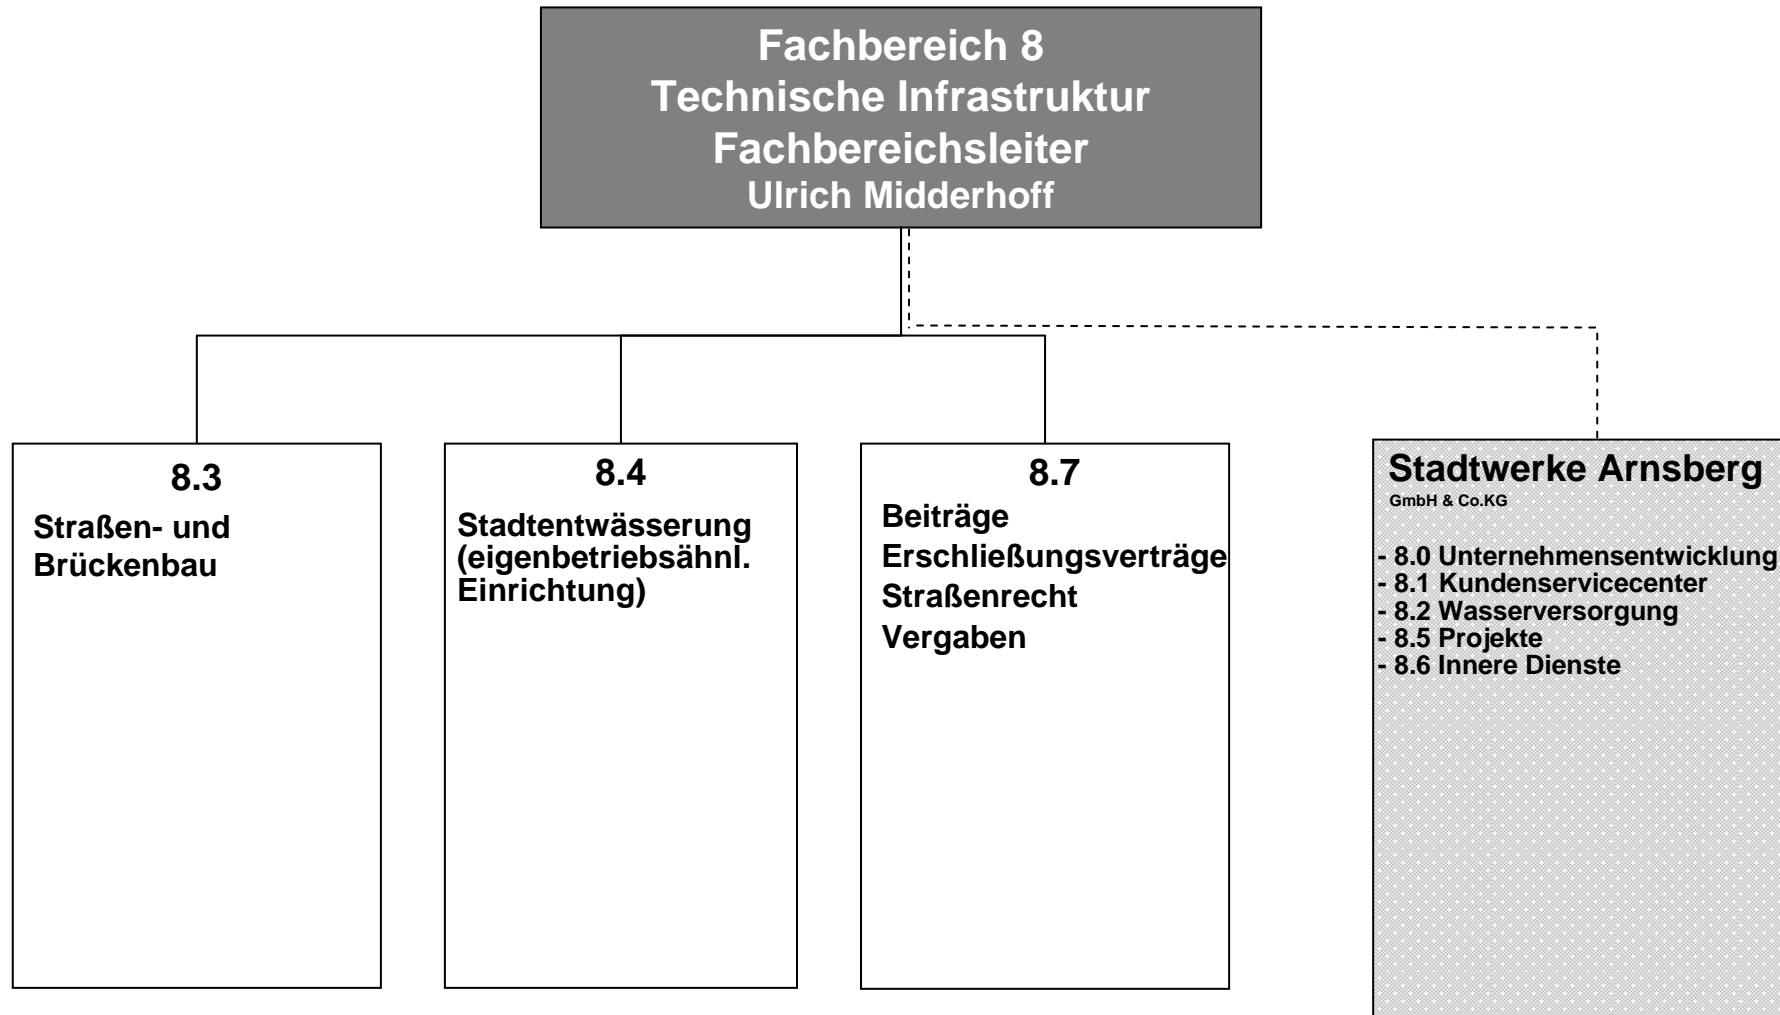 Fachbereich 8
Technische Infrastruktur
Fachbereichsleiter
Ulrich Midderhoff
8.3
Straßen- und
Brückenbau
8.4
Stadtentwässerung
(eigenbetriebsähnl.
Einrichtung)
8.7
Beiträge
Erschließungsverträge
Straßenrecht
Vergaben
Stadtwerke Arnsberg
GmbH & Co.KG
- 8.0 Unternehmensentwicklung
- 8.1 Kundenservicecenter
- 8.2 Wasserversorgung
- 8.5 Projekte
- 8.6 Innere Dienste